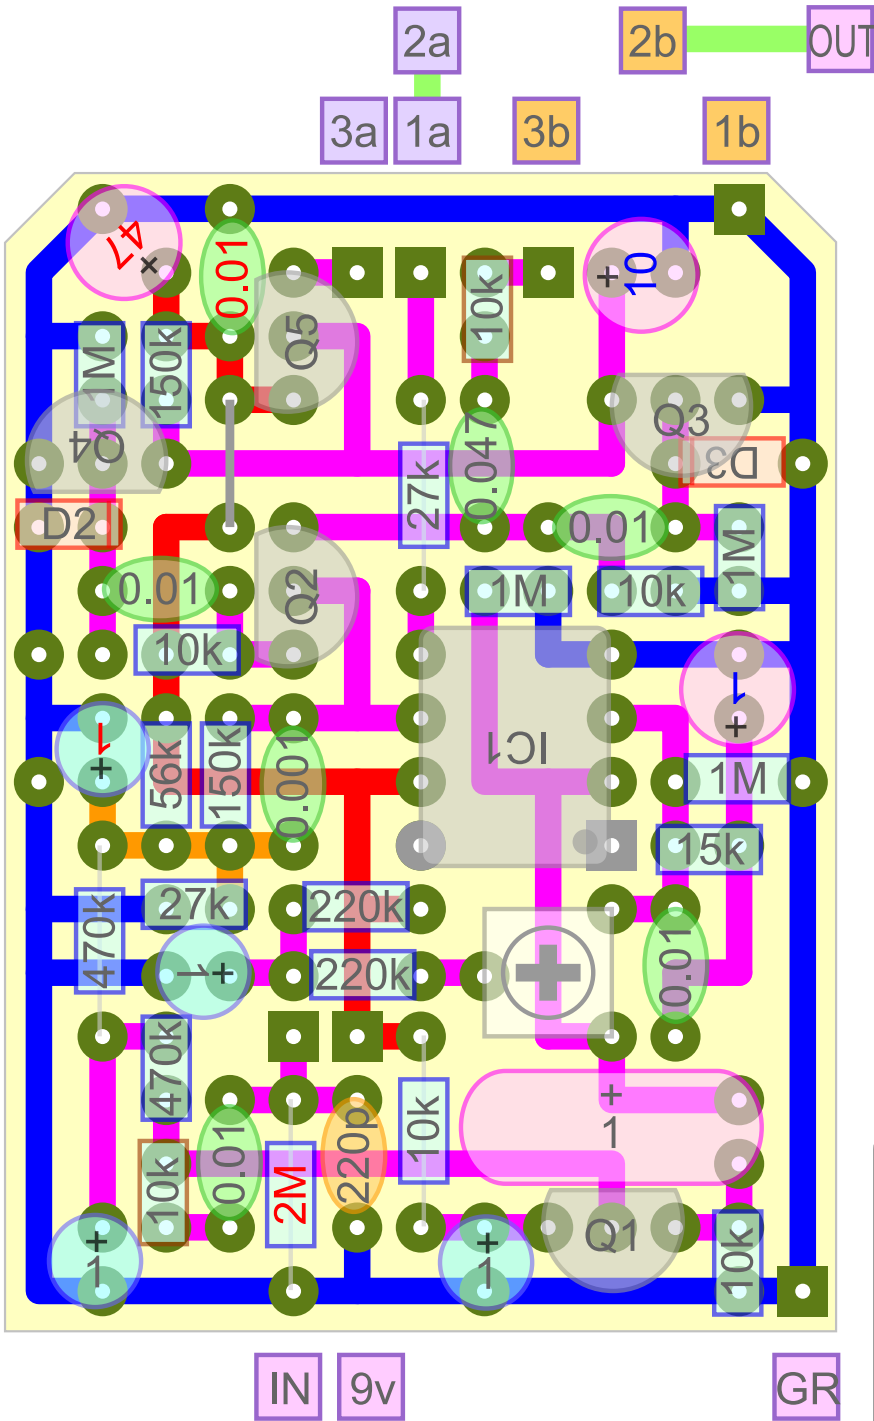 2a 2b OUT
3a 1a 3b 1b
47 0.01 10
10k
1M 150k Q5
Q4 27k 0.047 Q3 D3
D2 0.01 1M
0.01 Q2 1M 10k
10k
1 IC1 1
56k 150k 0.001 1M
15k
470k 27k 220k
1 220k 0.01
470k
10k 0.01 220p 10k 1
2M
1 1 Q1 10k
IN 9v GR